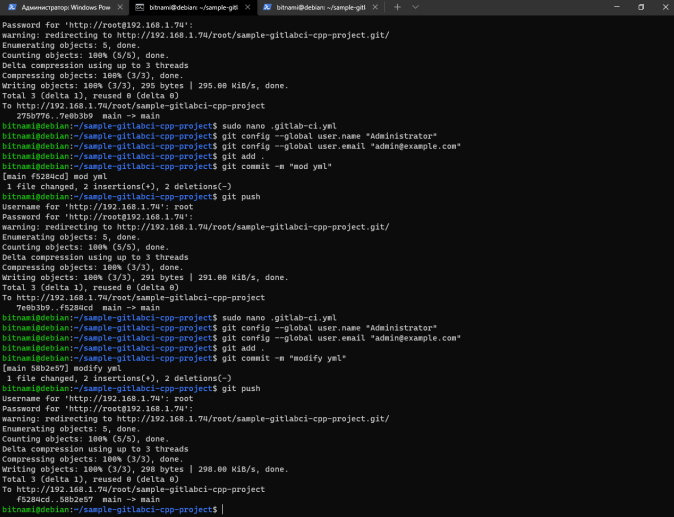 Администратор: Windows Pow
bitnami@debian: ~/sample-gitl
bitnami@debian: ~/sample-gitl
Password for 'http://root@192.168.1.74':
warning: redirecting to http://192.168.1.74/root/sample-gitlabci-cpp-project.git/
Enumerating objects: 5, done.
Counting objects: 100% (5/5), done.
Delta compression using up to 3 threads
Compressing objects: 100% (3/3), done.
Writing objects: 100% (3/3), 295 bytes | 295.00 KiB/s, done.
Total 3 (delta 1), reused 0 (delta 0)
To http://192.168.1.74/root/sample-gitlabci-cpp-project
275b776..7e0b3b9 main -> main
bitnami@debian:~/sample-gitlabci-cpp-project$ sudo nano .gitlab-ci.yml
bitnami@debian:~/sample-gitlabci-cpp-project$ git config --global user.name "Administrator"
bitnami@debian:~/sample-gitlabci-cpp-project$ git config --global user.email "admin@example.com"
bitnami@debian:~/sample-gitlabci-cpp-project$ git add .
bitnami@debian:~/sample-gitlabci-cpp-project$ git commit -m "mod yml"
[main f5284cd] mod yml
1 file changed, 2 insertions(+), 2 deletions(-)
bitnami@debian:~/sample-gitlabci-cpp-project$ git push
Username for 'http://192.168.1.74': root
Password for 'http://root@192.168.1.74':
warning: redirecting to http://192.168.1.74/root/sample-gitlabci-cpp-project.git/
Enumerating objects: 5, done.
Counting objects: 100% (5/5), done.
Delta compression using up to 3 threads
Compressing objects: 100% (3/3), done.
Writing objects: 100% (3/3), 291 bytes | 291.00 KiB/s, done.
Total 3 (delta 1), reused 0 (delta 0)
To http://192.168.1.74/root/sample-gitlabci-cpp-project
7e0b3b9..f5284cd main -> main
bitnami@debian:~/sample-gitlabci-cpp-project$ sudo nano .gitlab-ci.yml
bitnami@debian:~/sample-gitlabci-cpp-project$ git config --global user.name "Administrator"
bitnami@debian:~/sample-gitlabci-cpp-project$ git config --global user.email "admin@example.com"
bitnami@debian:~/sample-gitlabci-cpp-project$ git add .
bitnami@debian:~/sample-gitlabci-cpp-project$ git commit -m "modify yml"
[main 58b2e57] modify yml
1 file changed, 2 insertions(+), 2 deletions(-)
bitnami@debian:~/sample-gitlabci-cpp-project$ git push
Username for 'http://192.168.1.74': root
Password for 'http://root@192.168.1.74':
warning: redirecting to http://192.168.1.74/root/sample-gitlabci-cpp-project.git/
Enumerating objects: 5, done.
Counting objects: 100% (5/5), done.
Delta compression using up to 3 threads
Compressing objects: 100% (3/3), done.
Writing objects: 100% (3/3), 298 bytes | 298.00 KiB/s, done.
Total 3 (delta 1), reused 0 (delta 0)
To http://192.168.1.74/root/sample-gitlabci-cpp-project
f5284cd..58b2e57 main -> main
bitnami@debian:~/sample-gitlabci-cpp-project$